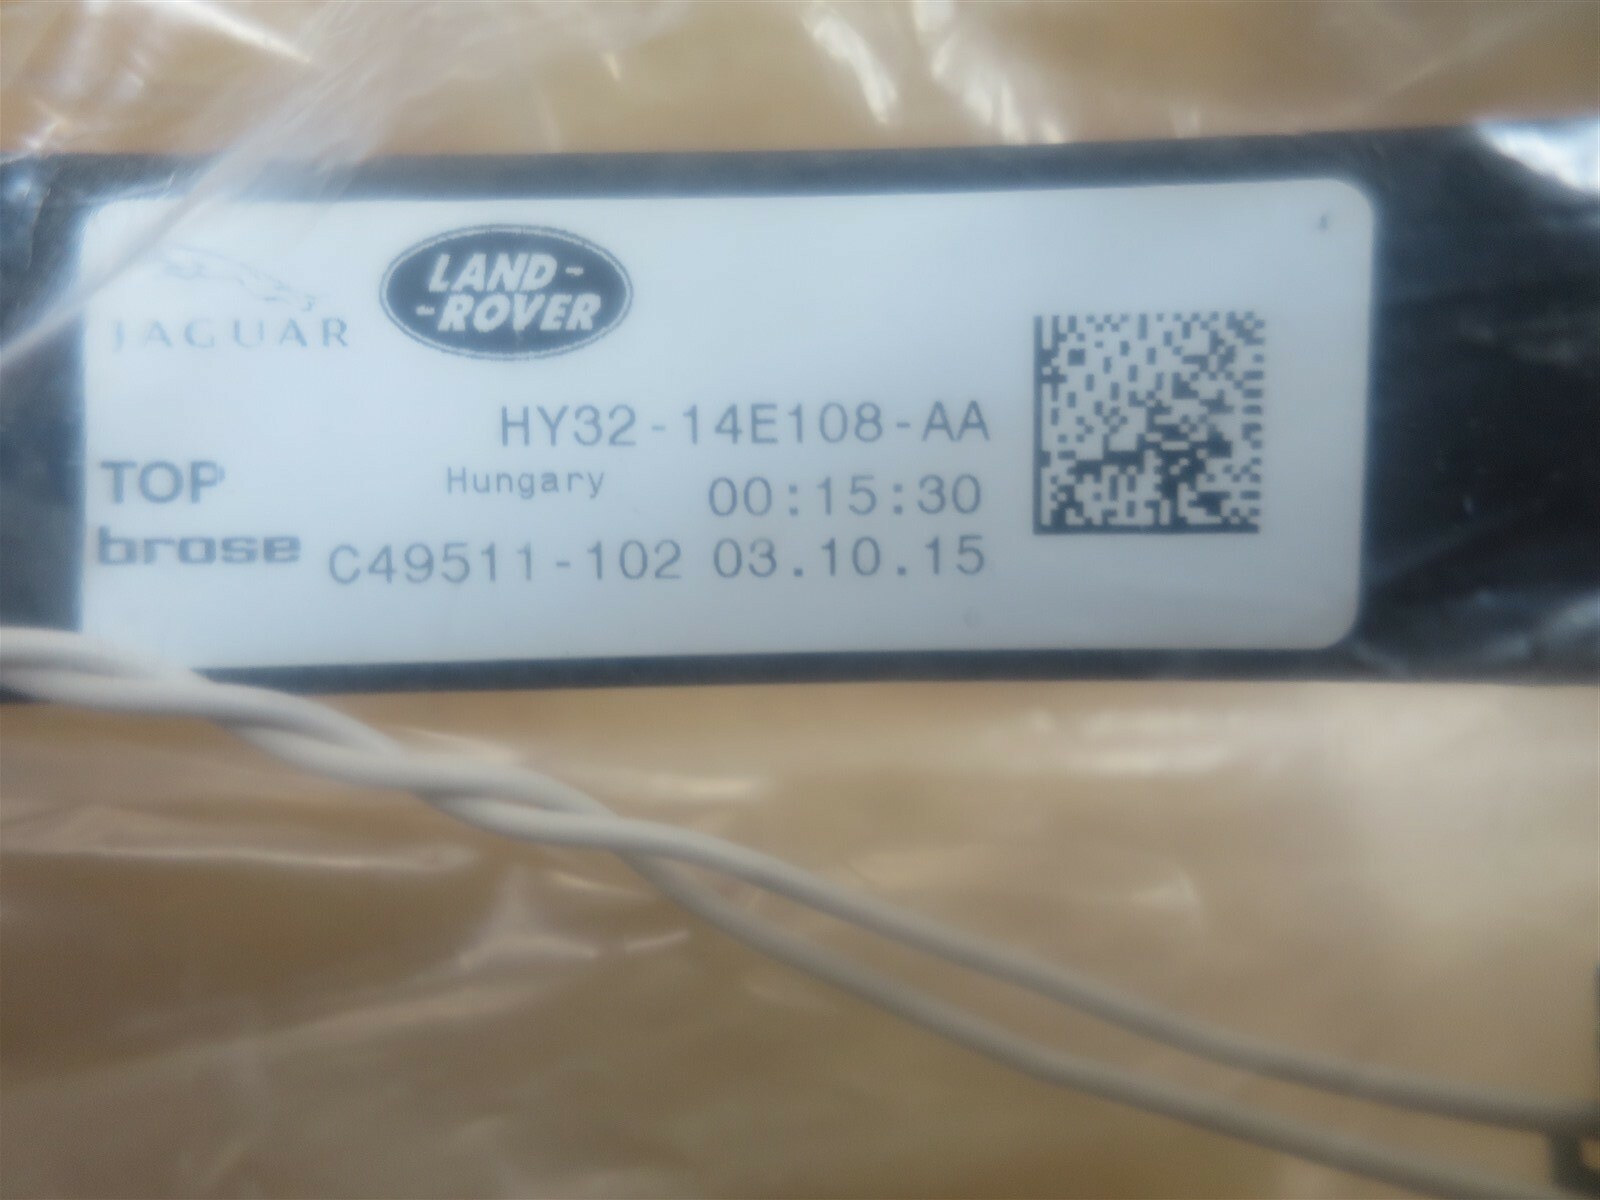 JAGUAR
LAND-
-ROVER
HY32-14E108-AA
TOP Hungary 00:15:30
brose C49511-102 03.10.15